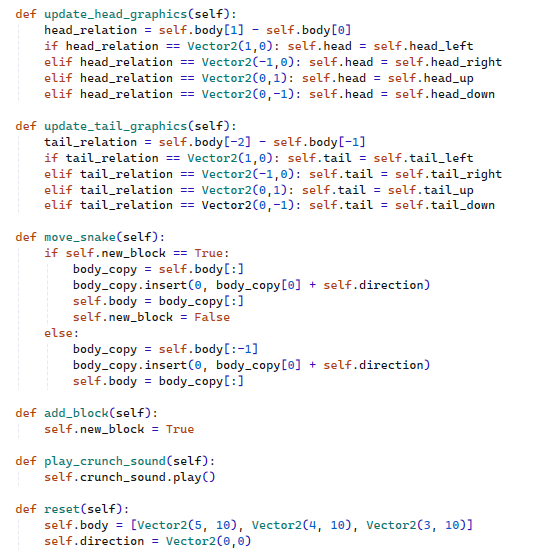 def update_head_graphics(self):
    head_relation = self.body[1] - self.body[0]
    if head_relation == Vector2(1,0): self.head = self.head_left
    elif head_relation == Vector2(-1,0): self.head = self.head_right
    elif head_relation == Vector2(0,1): self.head = self.head_up
    elif head_relation == Vector2(0,-1): self.head = self.head_down

def update_tail_graphics(self):
    tail_relation = self.body[-2] - self.body[-1]
    if tail_relation == Vector2(1,0): self.tail = self.tail_left
    elif tail_relation == Vector2(-1,0): self.tail = self.tail_right
    elif tail_relation == Vector2(0,1): self.tail = self.tail_up
    elif tail_relation == Vector2(0,-1): self.tail = self.tail_down

def move_snake(self):
    if self.new_block == True:
        body_copy = self.body[:]
        body_copy.insert(0, body_copy[0] + self.direction)
        self.body = body_copy[:]
        self.new_block = False
    else:
        body_copy = self.body[:-1]
        body_copy.insert(0, body_copy[0] + self.direction)
        self.body = body_copy[:]

def add_block(self):
    self.new_block = True

def play_crunch_sound(self):
    self.crunch_sound.play()

def reset(self):
    self.body = [Vector2(5, 10), Vector2(4, 10), Vector2(3, 10)]
    self.direction = Vector2(0,0)